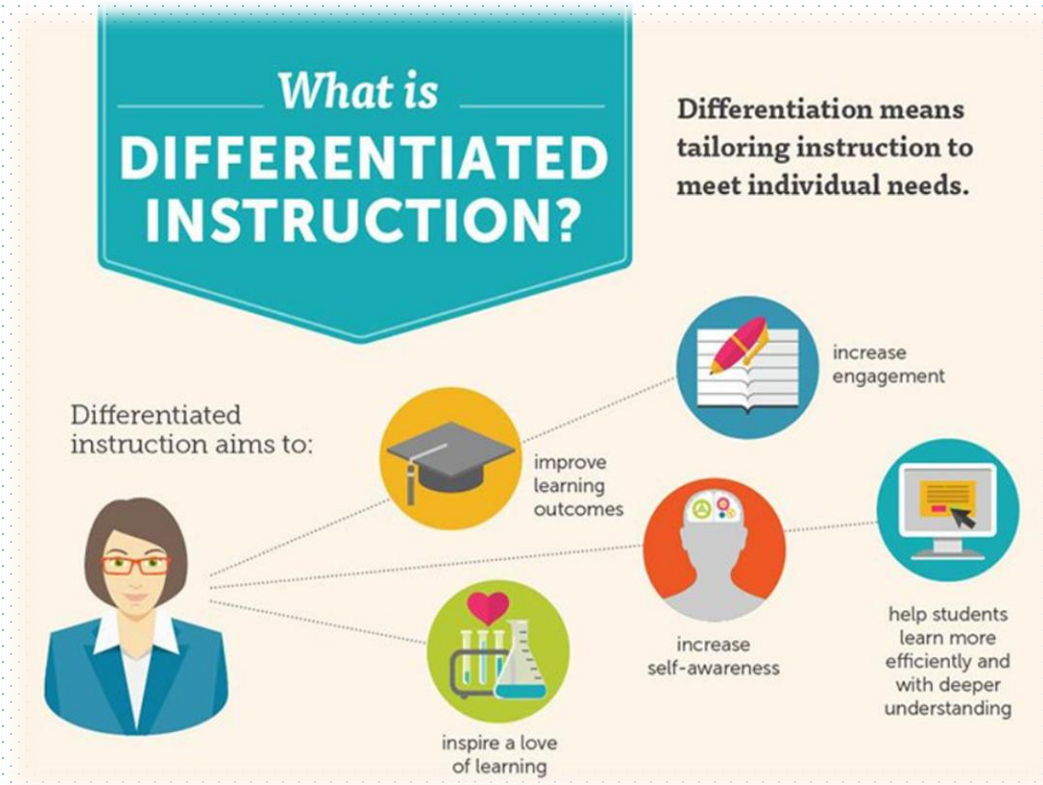 What is
DIFFERENTIATED
INSTRUCTION?
Differentiation means
tailoring instruction to
meet individual needs.
Differentiated
instruction aims to:
increase
engagement
improve
learning
outcomes
increase
self-awareness
help students
learn more
efficiently and
with deeper
understanding
inspire a love
of learning